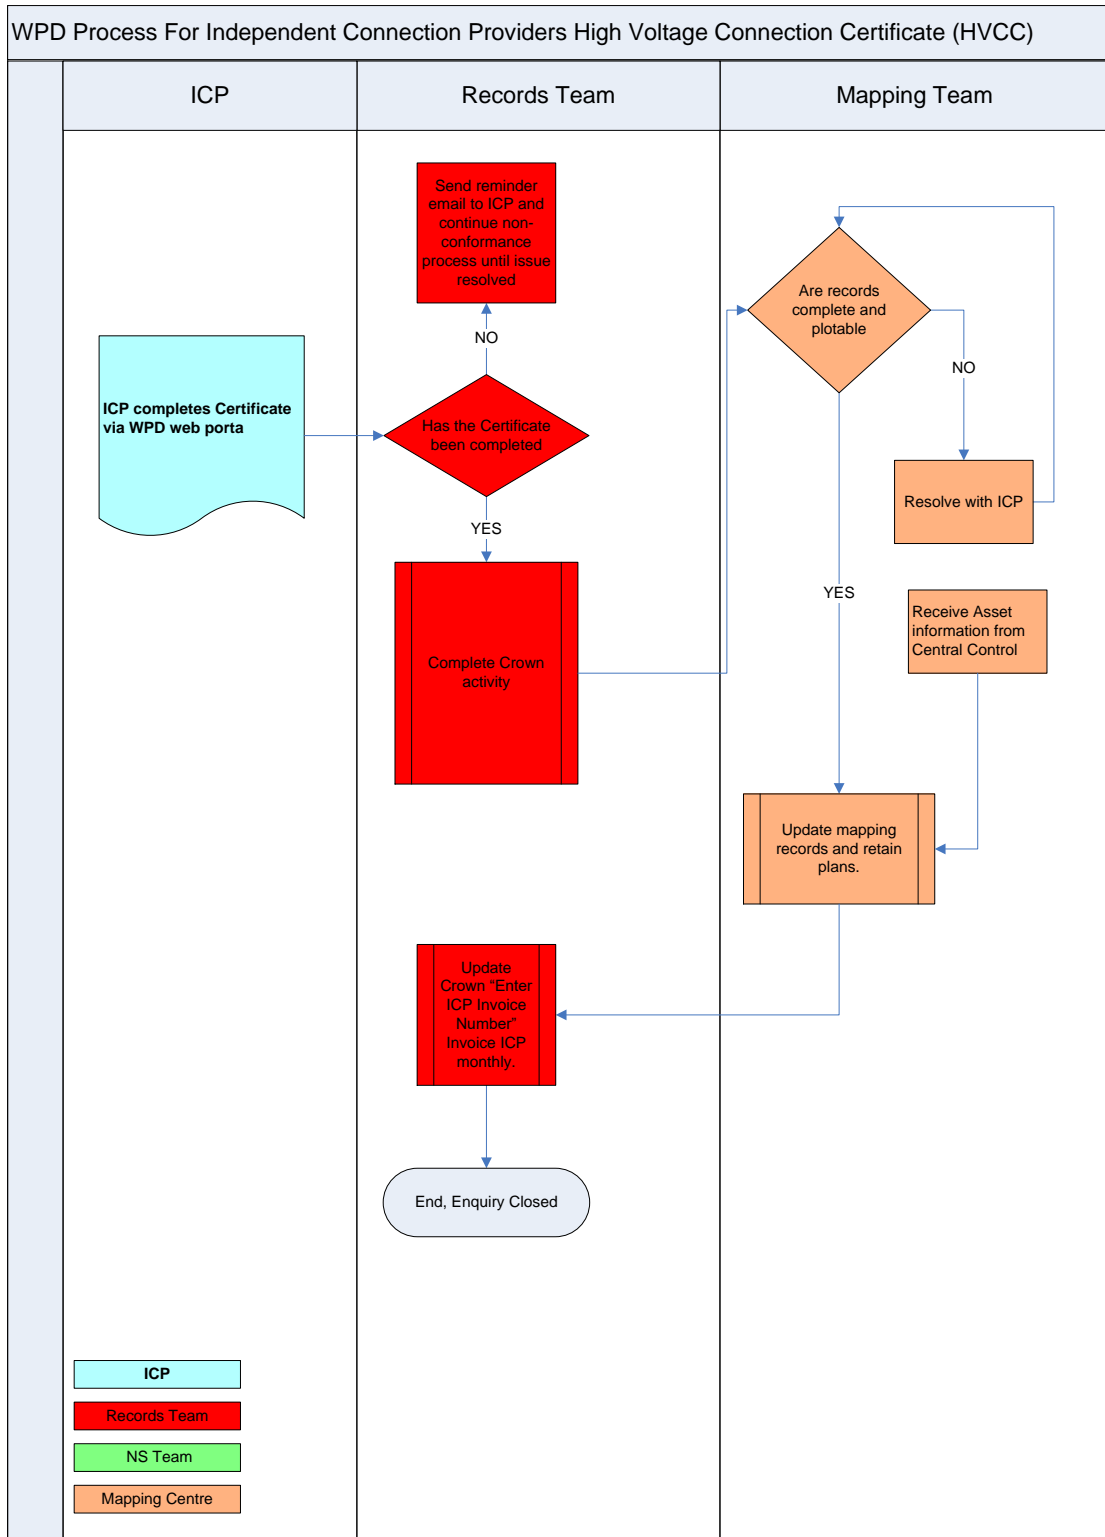 WPD Process For Independent Connection Providers High Voltage Connection Certificate (HVCC)
ICP
Records Team
Mapping Team
Send reminder
email to ICP and
continue non-
conformance
process until issue
resolved
NO
ICP completes Certificate
via WPD web porta
Has the Certificate
been completed
YES
Complete Crown
activity
Are records
complete and
plotable
NO
Resolve with ICP
YES
Receive Asset
information from
Central Control
Update mapping
records and retain
plans.
Update
Crown “Enter
ICP Invoice
Number”
Invoice ICP
monthly.
End, Enquiry Closed
ICP
Records Team
NS Team
Mapping Centre